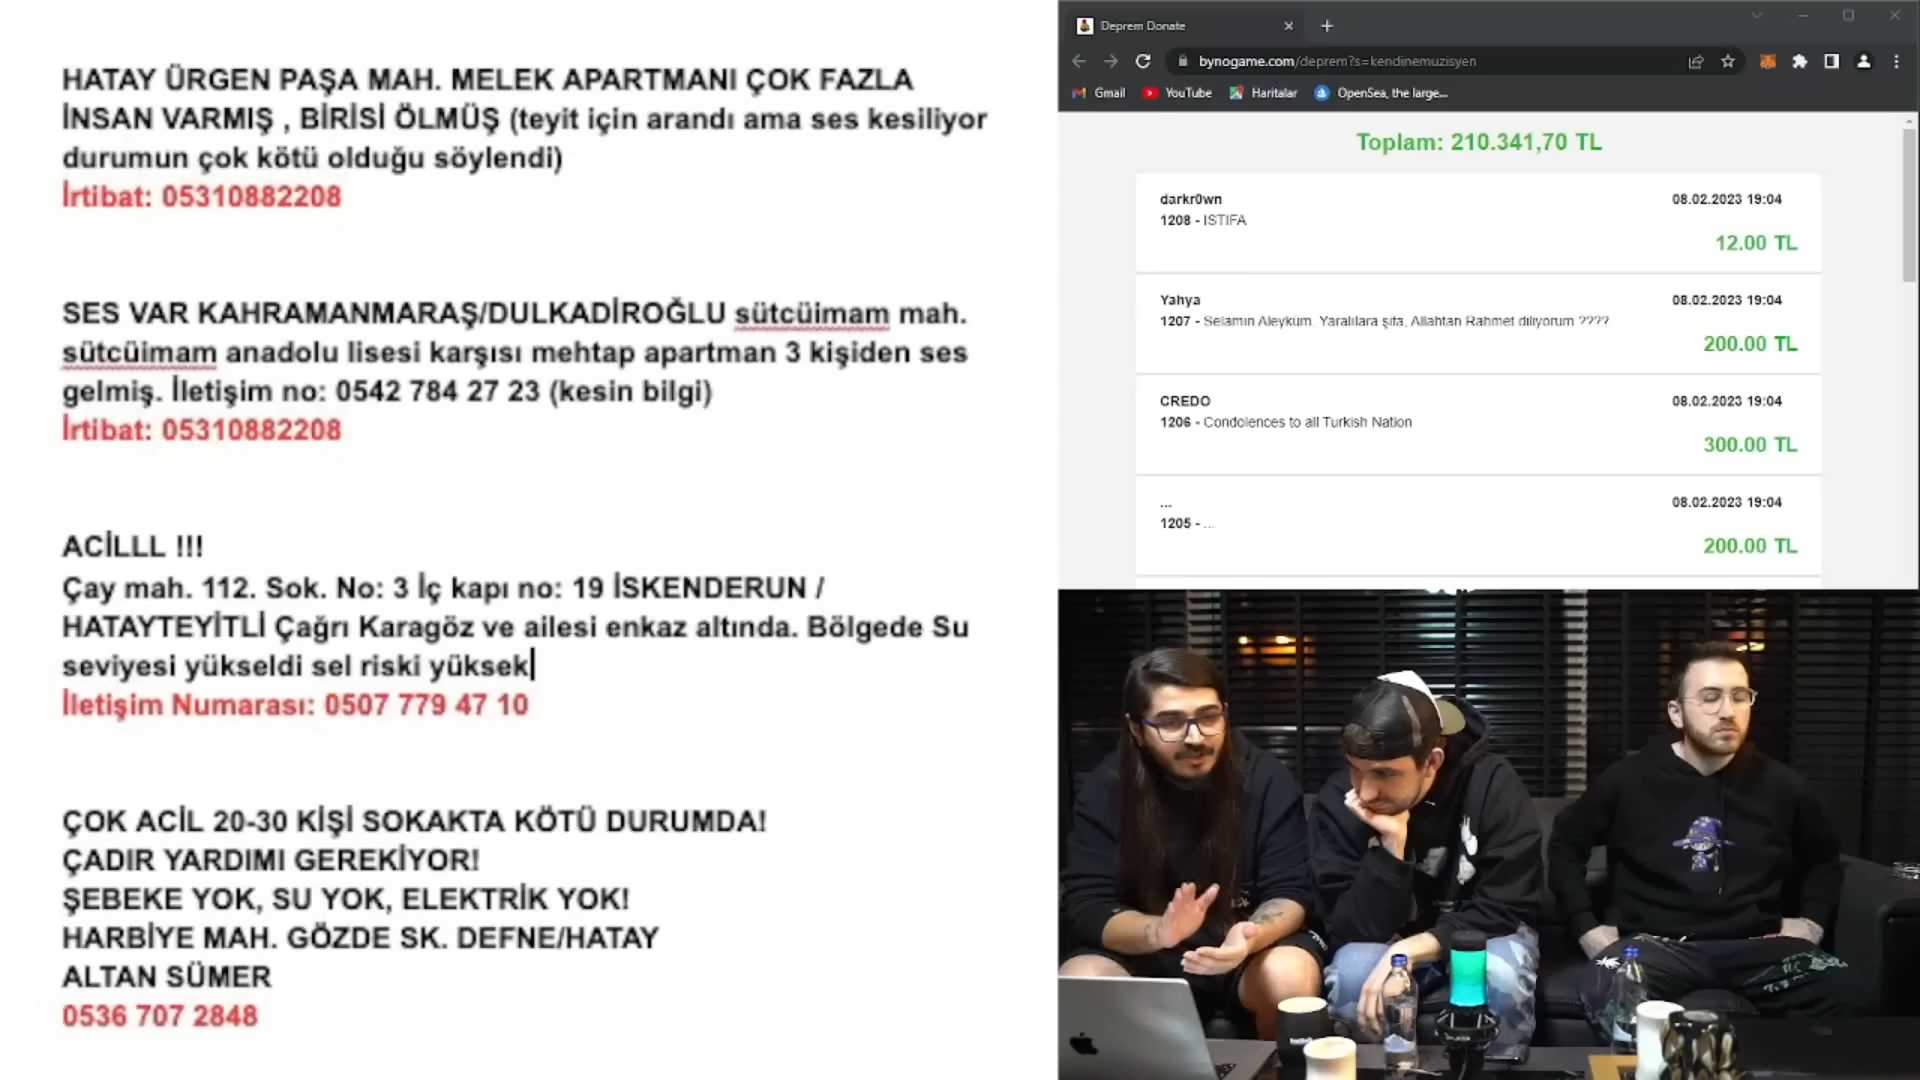 HATAY ÜRGEN PAŞA MAH. MELEK APARTMANI ÇOK FAZLA
İNSAN VARMIŞ , BİRİSİ ÖLMÜŞ (teyit için arandı ama ses kesiliyor
durumun çok kötü olduğu söylendi)
İrtibat: 05310882208
SES VAR KAHRAMANMARAŞ/DULKADİROĞLU sütcüimam mah.
sütcüimam anadolu lisesi karşısı mehtap apartman 3 kişiden ses
gelmiş. İletişim no: 0542 784 27 23 (kesin bilgi)
İrtibat: 05310882208
ACİLLL !!!
Çay mah. 112. Sok. No: 3 İç kapı no: 19 İSKENDERUN /
HATAYTEYİTLİ Çağrı Karagöz ve ailesi enkaz altında. Bölgede Su
seviyesi yükseldi sel riski yüksek
İletişim Numarası: 0507 779 47 10
ÇOK ACİL 20-30 KİŞİ SOKAKTA KÖTÜ DURUMDA!
ÇADIR YARDIMI GEREKİYOR!
ŞEBEKE YOK, SU YOK, ELEKTRİK YOK!
HARBİYE MAH. GÖZDE SK. DEFNE/HATAY
ALTAN SÜMER
0536 707 2848
Deprem Donate
bynogame.com/deprem?s=kendinemuzisyen
Gmail YouTube Haritalar OpenSea, the large...
Toplam: 210.341,70 TL
darkr0wn 08.02.2023 19:04
1208 - ISTIFA
12.00 TL
Yahya 08.02.2023 19:04
1207 - Selamın Aleyküm. Yaralılara şifa, Allahtan Rahmet diliyorum ????
200.00 TL
CREDO 08.02.2023 19:04
1206 - Condolences to all Turkish Nation
300.00 TL
... 08.02.2023 19:04
1205 - ...
200.00 TL